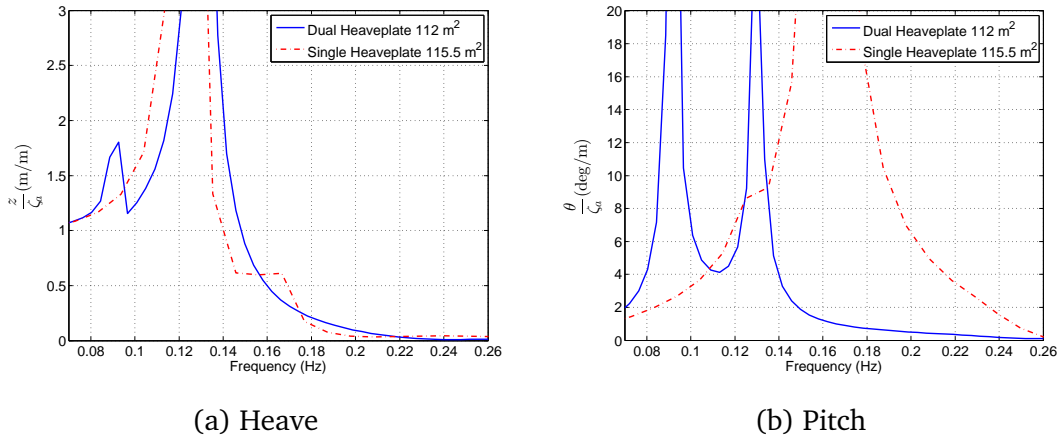 3
2.5
2
1.5
1
0.5
0
z/ζa (m/m)
0.08 0.1 0.12 0.14 0.16 0.18 0.2 0.22 0.24 0.26
Frequency (Hz)
Dual Heaveplate 112 m²
Single Heaveplate 115.5 m²
(a) Heave
20
18
16
14
12
10
8
6
4
2
0
θ/ζa (deg/m)
0.08 0.1 0.12 0.14 0.16 0.18 0.2 0.22 0.24 0.26
Frequency (Hz)
Dual Heaveplate 112 m²
Single Heaveplate 115.5 m²
(b) Pitch